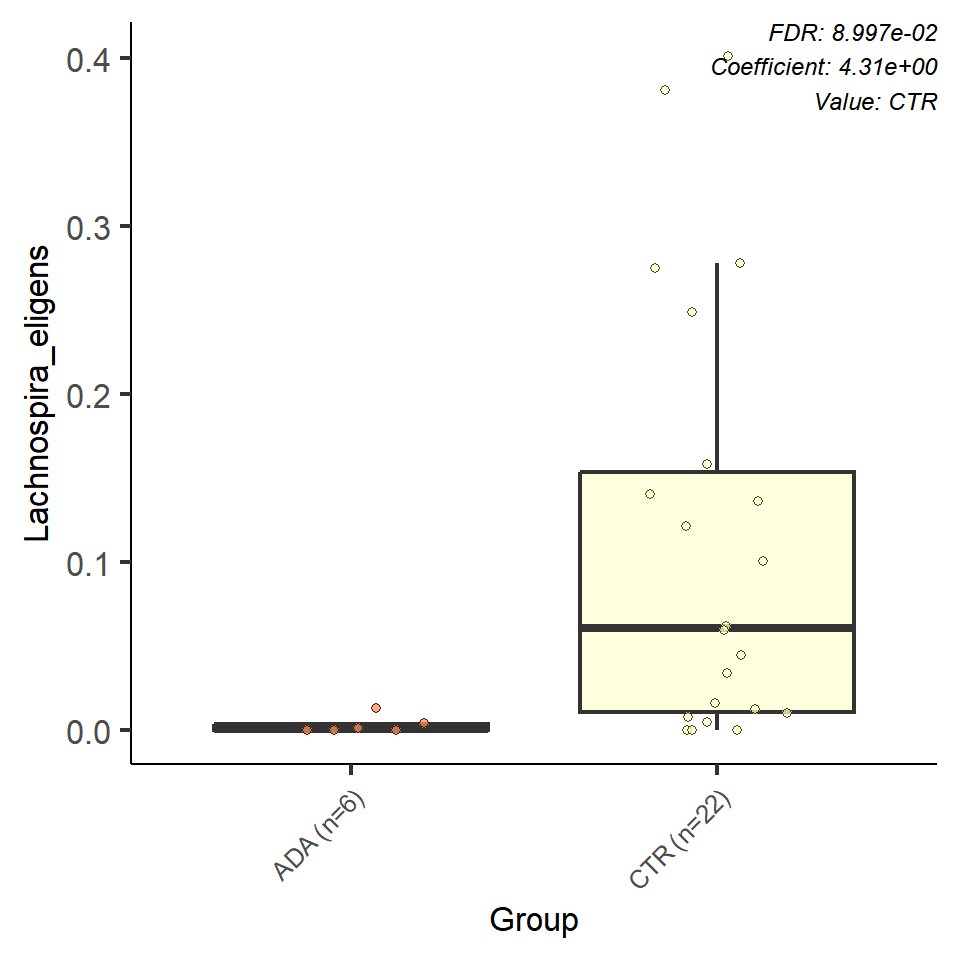 FDR: 8.997e-02
Coefficient: 4.31e+00
Value: CTR
0.4
0.3
0.2
0.1
0.0
Lachnospira_eligens
ADA (n=6)
CTR (n=22)
Group